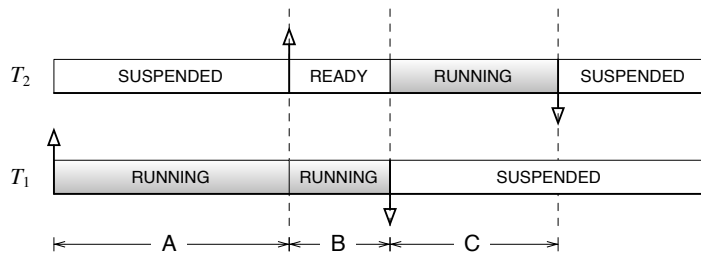 T2 SUSPENDED READY RUNNING SUSPENDED
T1 RUNNING RUNNING SUSPENDED
A B C